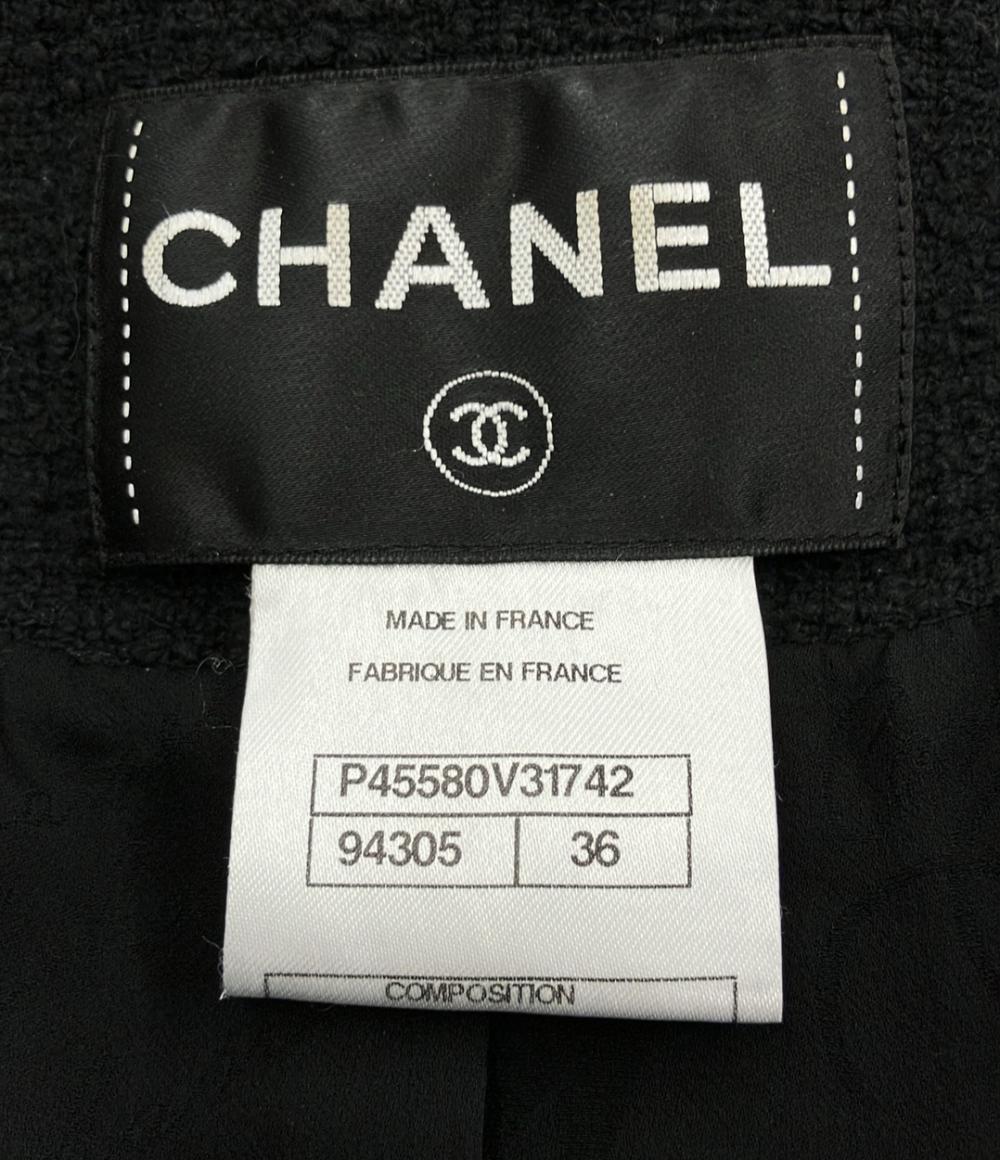 CHANEL
MADE IN FRANCE
FABRIQUE EN FRANCE
P45580V31742
94305 36
COMPOSITION